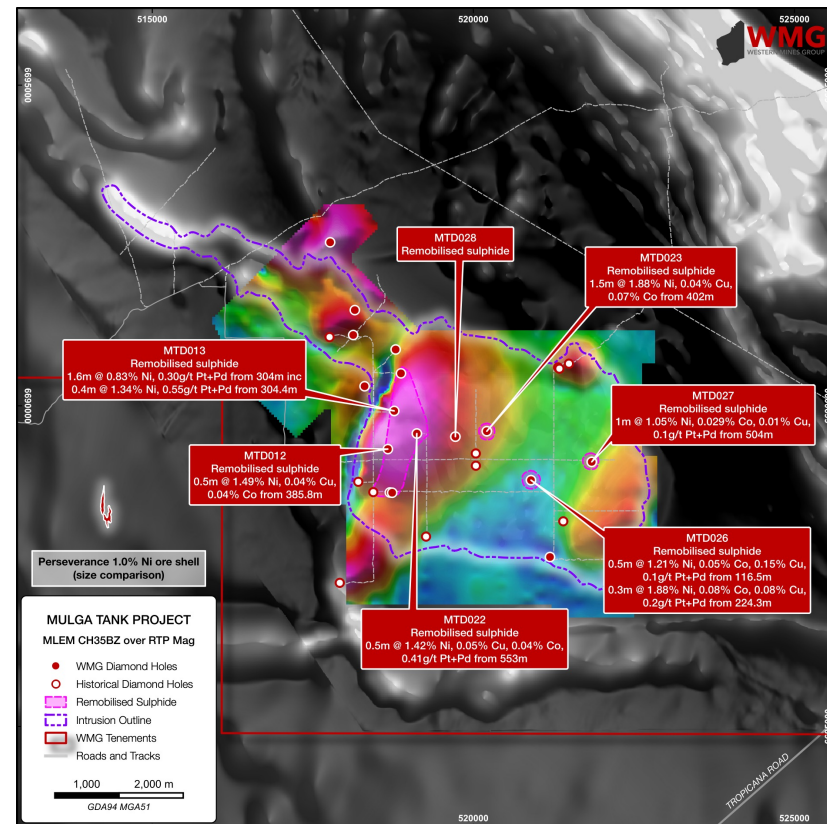 515000
520000
525000
WMG
WESTERN MINES GROUP
6695000
6690000
MTD028
Remobilised sulphide
MTD023
Remobilised sulphide
1.5m @ 1.88% Ni, 0.04% Cu,
0.07% Co from 402m
MTD013
Remobilised sulphide
1.6m @ 0.83% Ni, 0.30g/t Pt+Pd from 304m inc
0.4m @ 1.34% Ni, 0.55g/t Pt+Pd from 304.4m
MTD027
Remobilised sulphide
1m @ 1.05% Ni, 0.029% Co, 0.01% Cu,
0.1g/t Pt+Pd from 504m
MTD012
Remobilised sulphide
0.5m @ 1.49% Ni, 0.04% Cu,
0.04% Co from 385.8m
MTD026
Remobilised sulphide
0.5m @ 1.21% Ni, 0.05% Co, 0.15% Cu,
0.1g/t Pt+Pd from 116.5m
0.3m @ 1.88% Ni, 0.08% Co, 0.08% Cu,
0.2g/t Pt+Pd from 224.3m
Perseverance 1.0% Ni ore shell
(size comparison)
MTD022
Remobilised sulphide
0.5m @ 1.42% Ni, 0.05% Cu, 0.04% Co,
0.41g/t Pt+Pd from 553m
MULGA TANK PROJECT
MLEM CH35BZ over RTP Mag
WMG Diamond Holes
Historical Diamond Holes
Remobilised Sulphide
Intrusion Outline
WMG Tenements
Roads and Tracks
1,000 2,000 m
GDA94 MGA51
TROPICANA ROAD
520000
525000